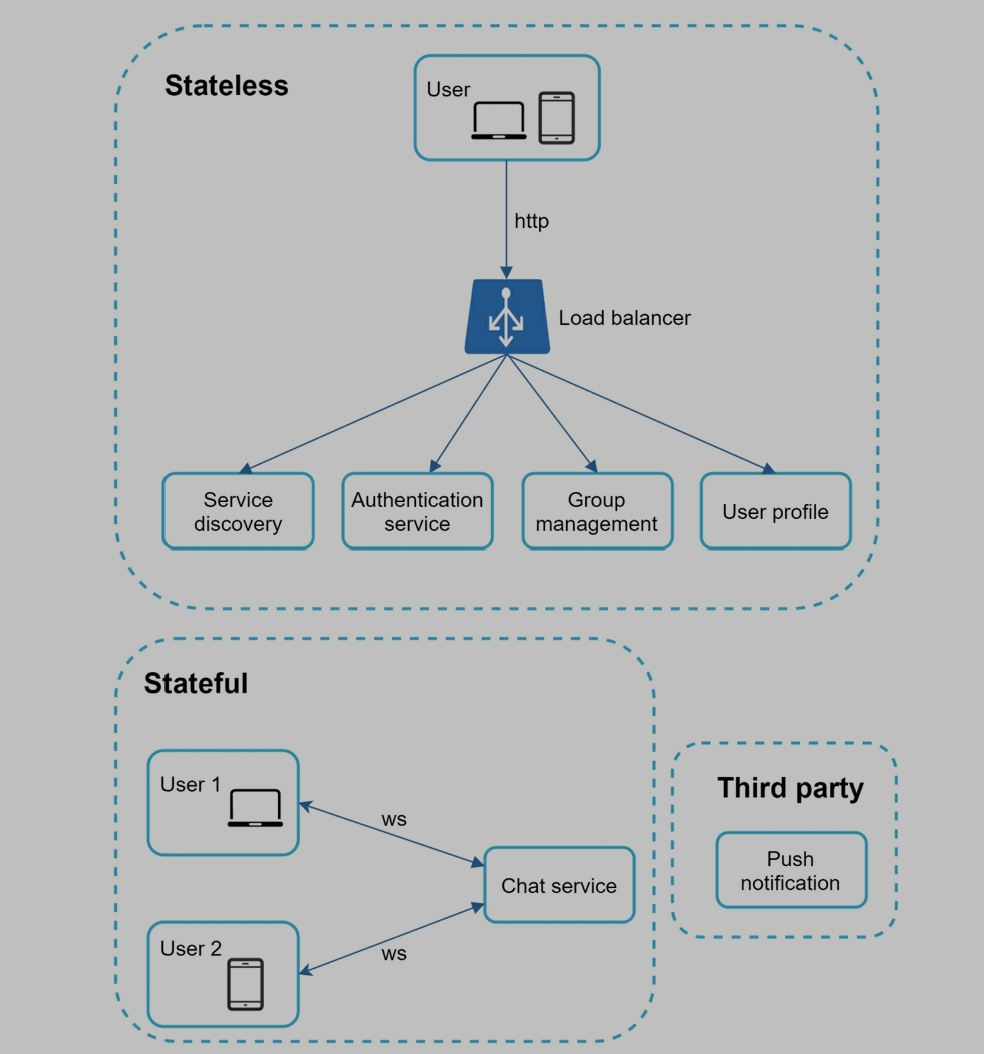 Stateless
User
http
Load balancer
Service
discovery
Authentication
service
Group
management
User profile
Stateful
User 1
ws
Chat service
User 2
ws
Third party
Push
notification